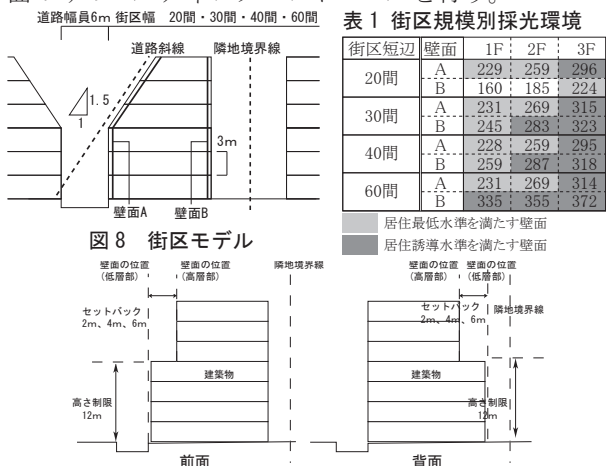 道路幅員6m 街区幅 20間・30間・40間・60間
道路斜線
隣地境界線
1.5
1
3m
壁面A
壁面B
図8 街区モデル
表1 街区規模別採光環境
街区短辺 壁面 1F 2F 3F
20間 A 229 259 296
B 160 185 224
30間 A 231 269 315
B 245 283 323
40間 A 228 259 295
B 259 287 318
60間 A 231 269 314
B 335 355 372
居住最低水準を満たす壁面
居住誘導水準を満たす壁面
壁面の位置 壁面の位置 隣地境界線
(低層部) (高層部)
セットバック
2m、4m、6m
建築物
高さ制限
12m
前面
壁面の位置 壁面の位置
(高層部) (低層部)
セットバック 隣地境界線
2m、4m、6m
建築物
高さ制限
12m
背面